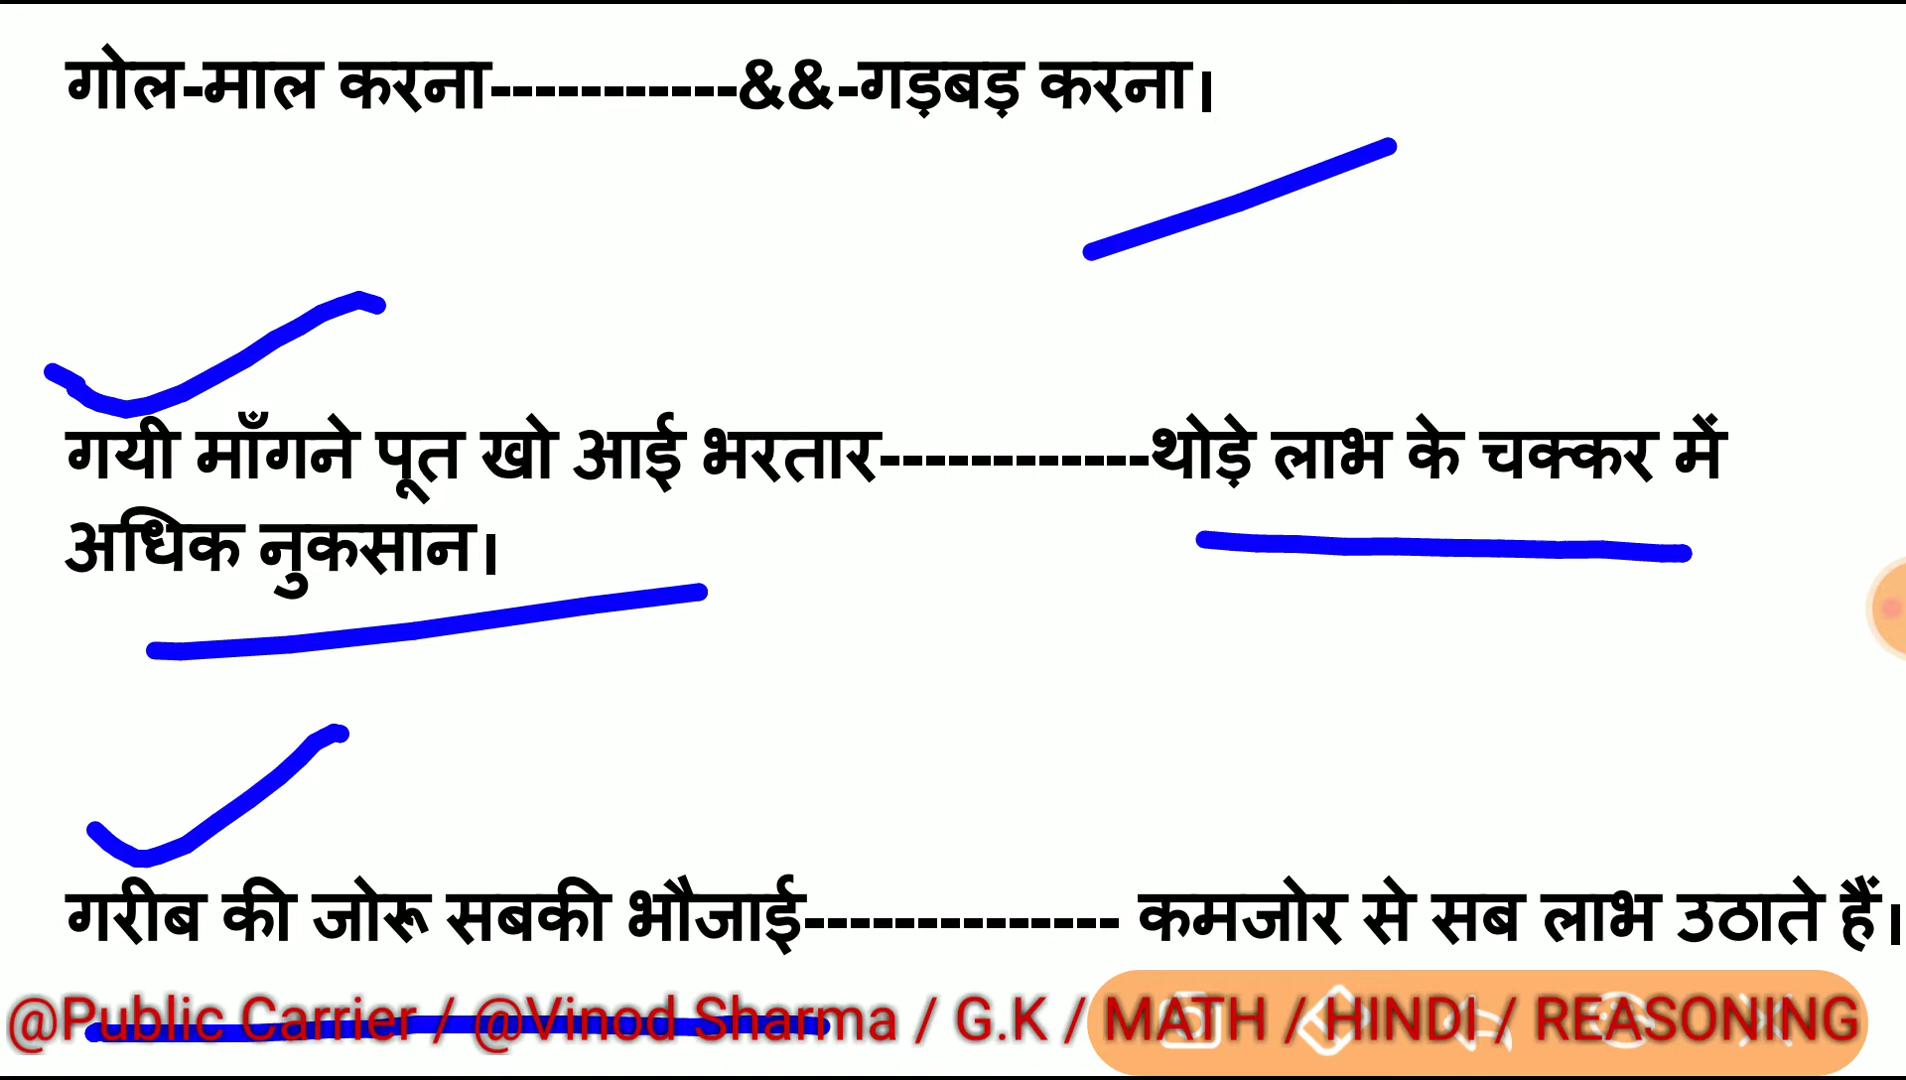 गोल-माल करना-----------&&-गड़बड़ करना।
गयी माँगने पूत खो आई भरतार------------थोड़े लाभ के चक्कर में
अधिक नुकसान।
गरीब की जोरू सबकी भौजाई-------------- कमजोर से सब लाभ उठाते हैं।
@Public Carrier / @Vinod Sharma / G.K / MATH / HINDI / REASONING